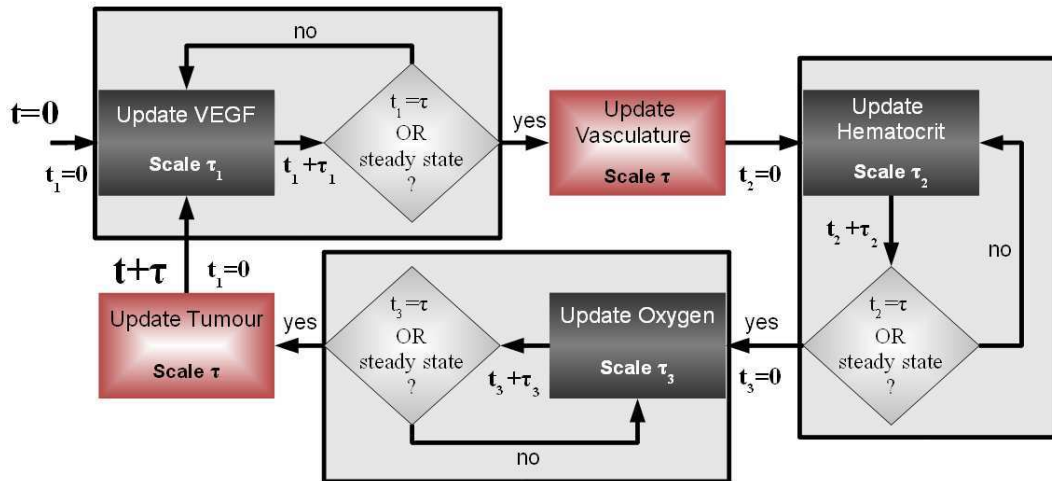 no
t=0
t₁=0
Update VEGF
Scale τ₁
t₁+τ₁
t₁=τ
OR
steady state
?
yes
Update
Vasculature
Scale τ
t₂=0
Update
Hematocrit
Scale τ₂
t₂+τ₂
no
t₂=τ
OR
steady state
?
yes
t₃=0
Update Oxygen
Scale τ₃
t₃+τ₃
no
t₃=τ
OR
steady state
?
yes
Update Tumour
Scale τ
t+τ
t₁=0